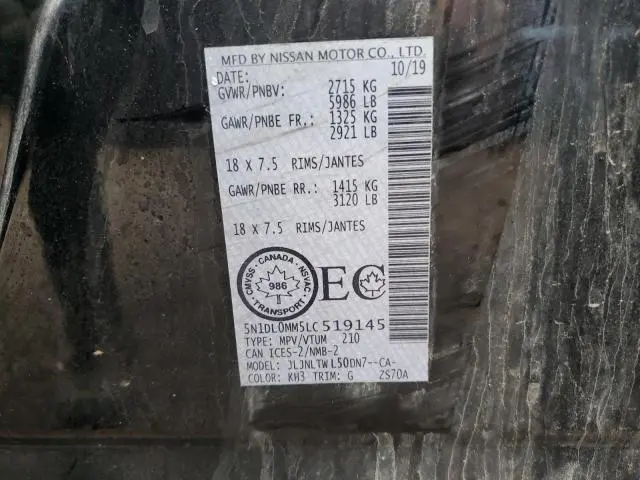 MFD BY NISSAN MOTOR CO., LTD.
DATE: 10/19
GVWR/PNBV: 2715 KG
5986 LB
GAWR/PNBE FR.: 1325 KG
2921 LB
18 X 7.5 RIMS/JANTES
GAWR/PNBE RR.: 1415 KG
3120 LB
18 X 7.5 RIMS/JANTES
CANADA
CMVSS NSVAC
986
TRANSPORT
EC
5N1DL0MM5LC519145
TYPE: MPV/VTUM 210
CAN ICES-2/NMB-2
MODEL: JLJNLTWL50DN7--CA-
COLOR: KH3 TRIM: G 2S70A